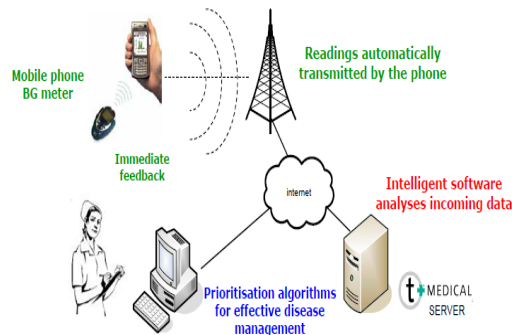 Readings automatically
transmitted by the phone
Mobile phone
BG meter
Immediate
feedback
internet
Intelligent software
analyses incoming data
Prioritisation algorithms
for effective disease
management
t+ MEDICAL
SERVER